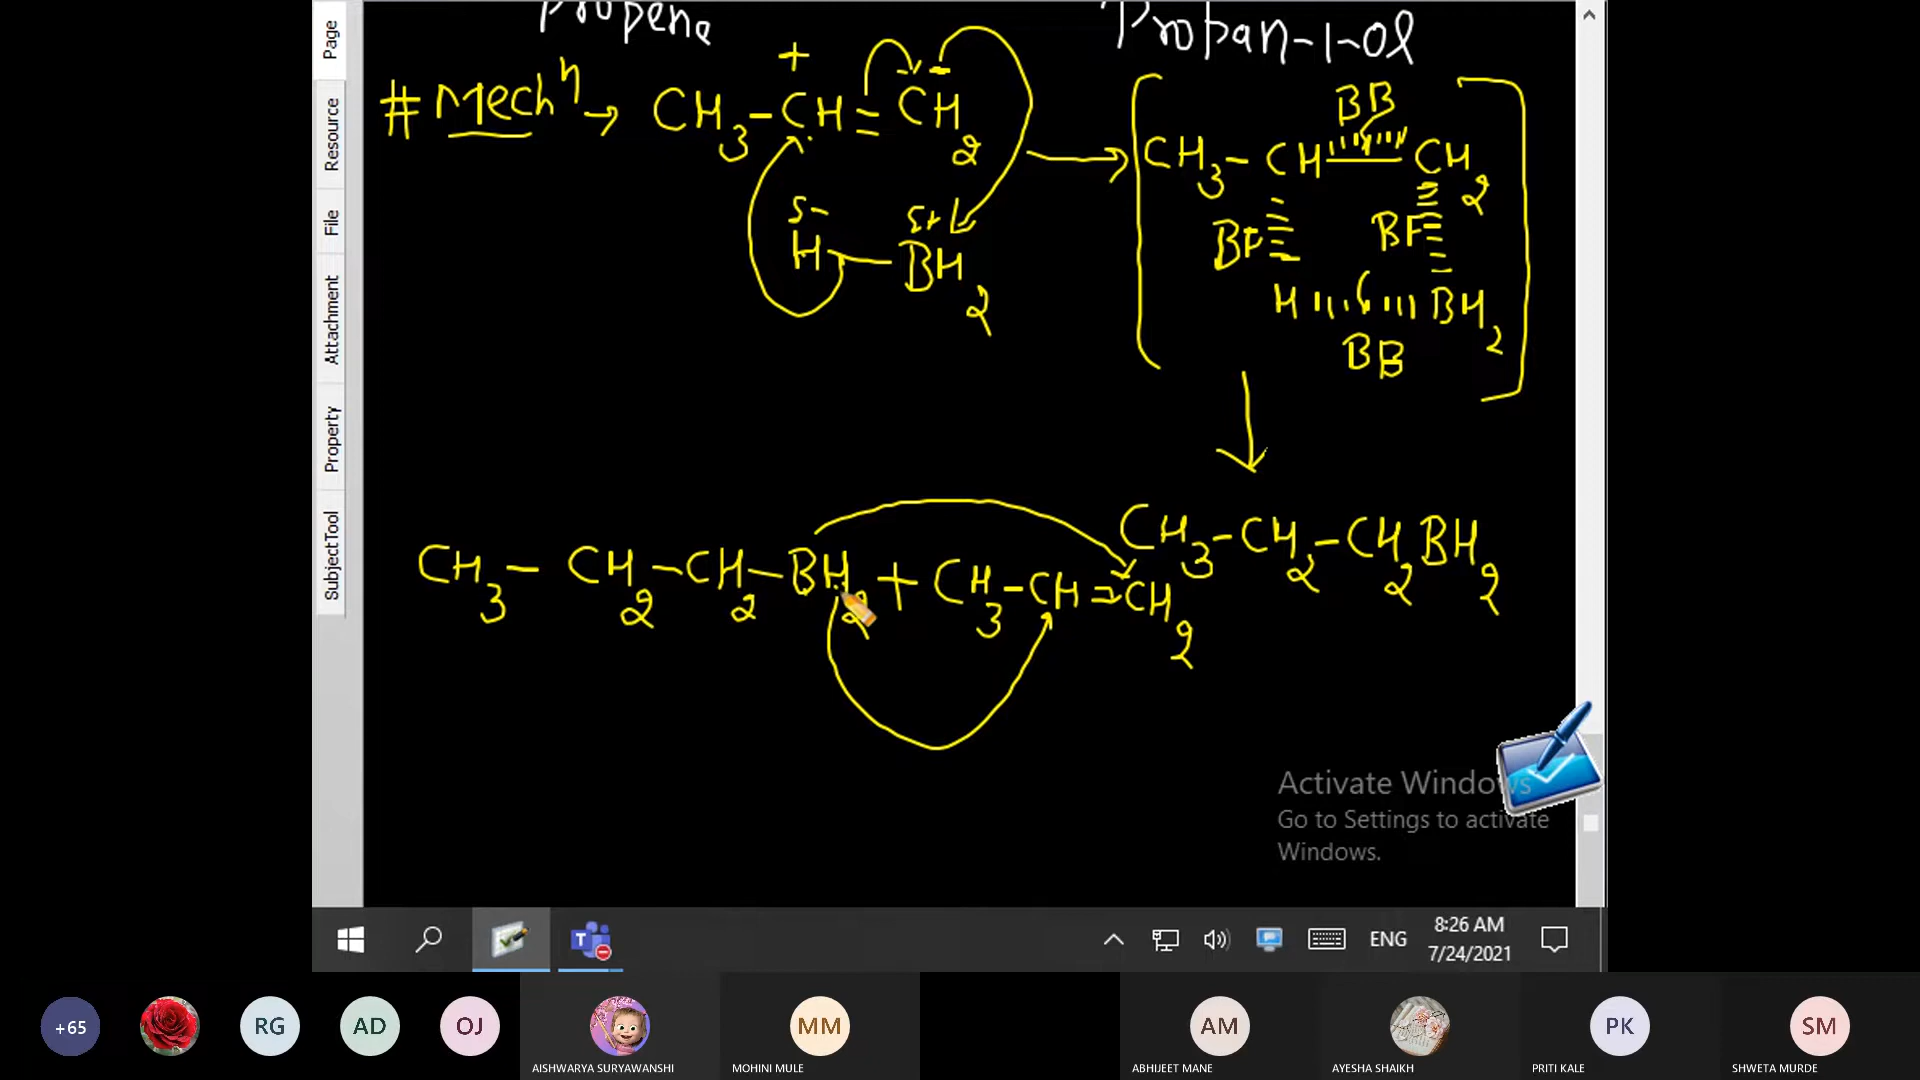 Propene
Propan-1-Ol
+
# Mechⁿ → CH₃-CH=CH₂
δ- δ+
H—BH₂
BB
CH₃-CH CH₂
BF BF
H BH₂
BB
CH₃-CH₂-CH₂BH₂
CH₃-CH₂-CH₂-BH₂+CH₃-CH=CH₂
Page
Resource
File
Attachment
Property
SubjectTool
Activate Windows
Go to Settings to activate
Windows.
ENG
8:26 AM
7/24/2021
+65
RG
AD
OJ
MM
AM
PK
SM
AISHWARYA SURYAWANSHI
MOHINI MULE
ABHIJEET MANE
AYESHA SHAIKH
PRITI KALE
SHWETA MURDE